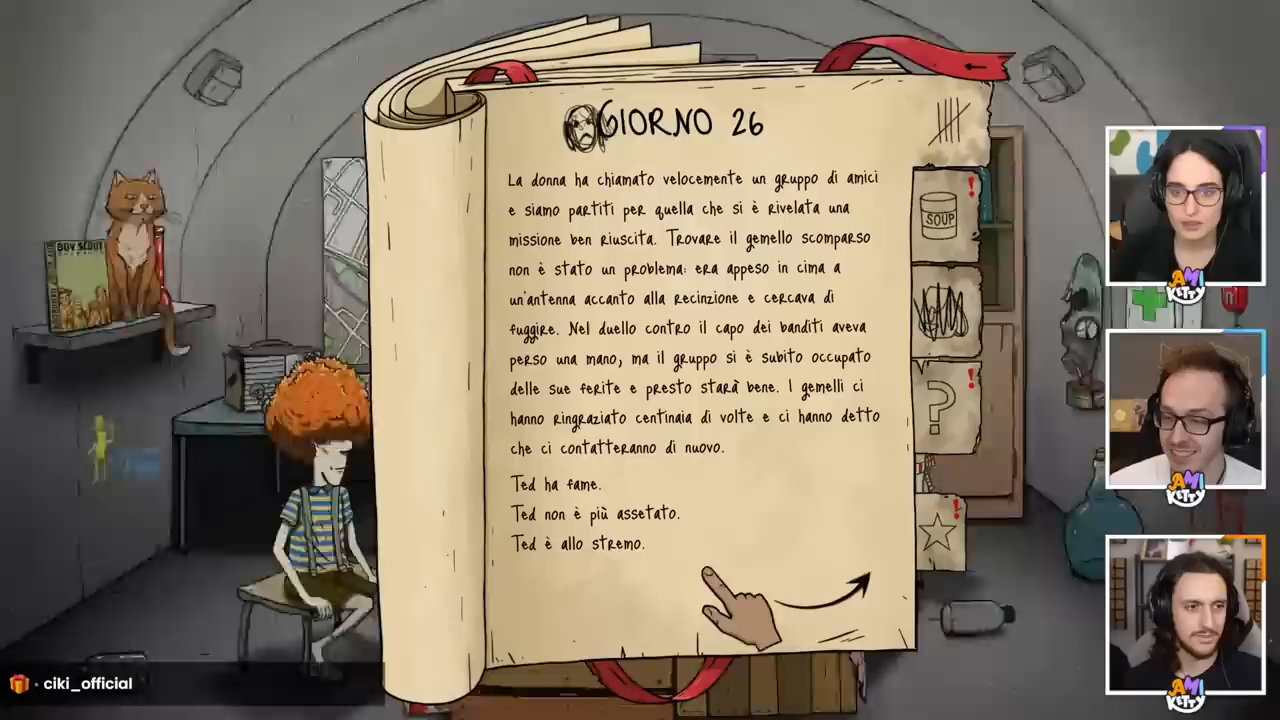 GIORNO 26
La donna ha chiamato velocemente un gruppo di amici
e siamo partiti per quella che si è rivelata una
missione ben riuscita. Trovare il gemello scomparso
non è stato un problema: era appeso in cima a
un'antenna accanto alla recinzione e cercava di
fuggire. Nel duello contro il capo dei banditi aveva
perso una mano, ma il gruppo si è subito occupato
delle sue ferite e presto starà bene. I gemelli ci
hanno ringraziato centinaia di volte e ci hanno detto
che ci contatteranno di nuovo.
Ted ha fame.
Ted non è più assetato.
Ted è allo stremo.
SOUP
!
?
!
!
BOY SCOUT
AMI
KETTY
AMI
KETTY
AMI
KETTY
· ciki_official